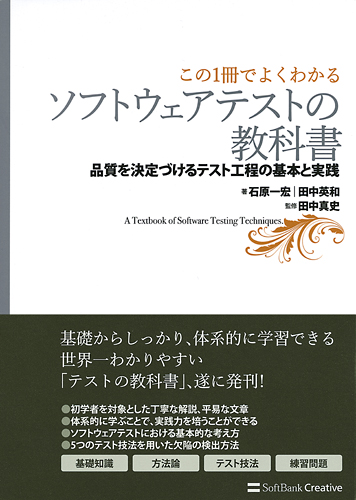 この1冊でよくわかる
ソフトウェアテストの
教科書
品質を決定づけるテスト工程の基本と実践
著 石原一宏｜田中英和
監修 田中真史
A Textbook of Software Testing Techniques.
基礎からしっかり、体系的に学習できる
世界一わかりやすい
「テストの教科書」、遂に発刊!
●初学者を対象とした丁寧な解説、平易な文章
●体系的に学ぶことで、実践力を培うことができる
●ソフトウェアテストにおける基本的な考え方
●5つのテスト技法を用いた欠陥の検出方法
基礎知識 方法論 テスト技法 練習問題
SoftBank Creative